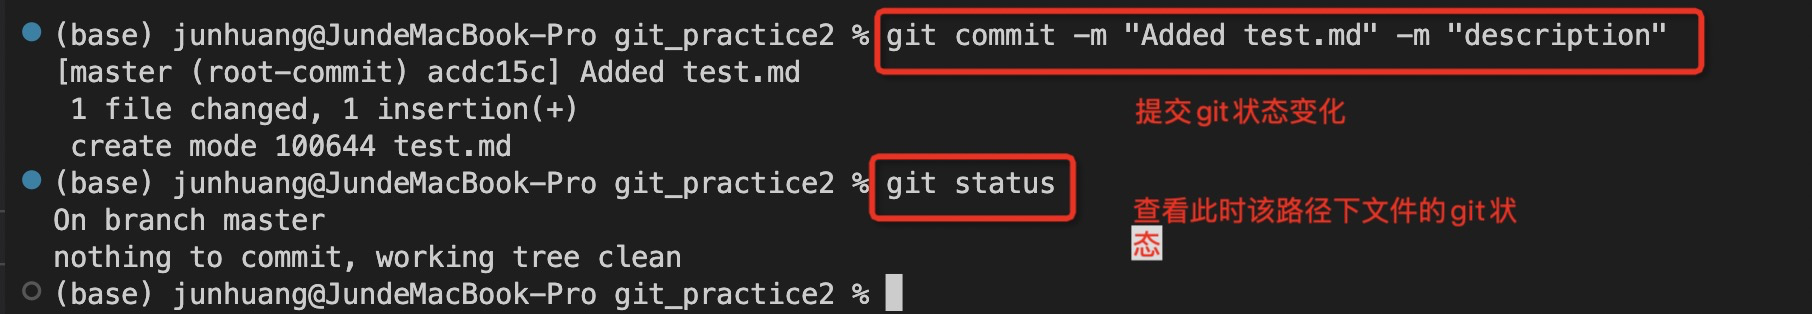 (base) junhuang@JundeMacBook-Pro git_practice2 % git commit -m "Added test.md" -m "description"
[master (root-commit) acdc15c] Added test.md
 1 file changed, 1 insertion(+)
提交git状态变化
 create mode 100644 test.md
(base) junhuang@JundeMacBook-Pro git_practice2 % git status
On branch master
查看此时该路径下文件的git状
态
nothing to commit, working tree clean
(base) junhuang@JundeMacBook-Pro git_practice2 %